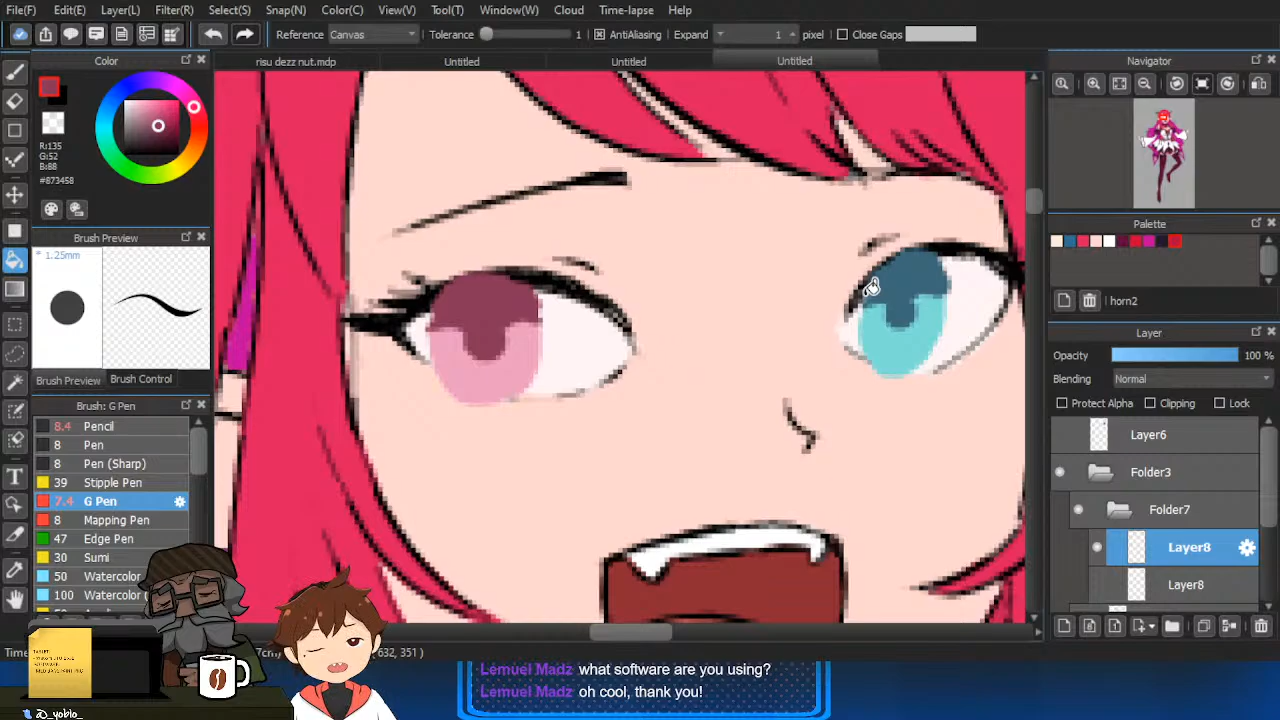 File(F) Edit(E) Layer(L) Filter(R) Select(S) Snap(N) Color(C) View(V) Tool(T) Window(W) Cloud Time-lapse Help
Reference Canvas Tolerance 1 AntiAliasing Expand 1 pixel Close Gaps
Color
risu dezz nut.mdp Untitled Untitled Untitled
Navigator
R:135
G:52
B:88
#873458
Palette
horn2
Brush Preview
* 1.25mm
Brush Preview Brush Control
Layer
Opacity 100 %
Blending Normal
Protect Alpha Clipping Lock
Brush: G Pen
8.4 Pencil
8 Pen
8 Pen (Sharp)
39 Stipple Pen
7.4 G Pen
8 Mapping Pen
47 Edge Pen
30 Sumi
50 Watercolor
100 Watercolor
Layer6
Folder3
Folder7
Layer8
Layer8
632, 351 )
Lemuel Madz what software are you using?
Lemuel Madz oh cool, thank you!